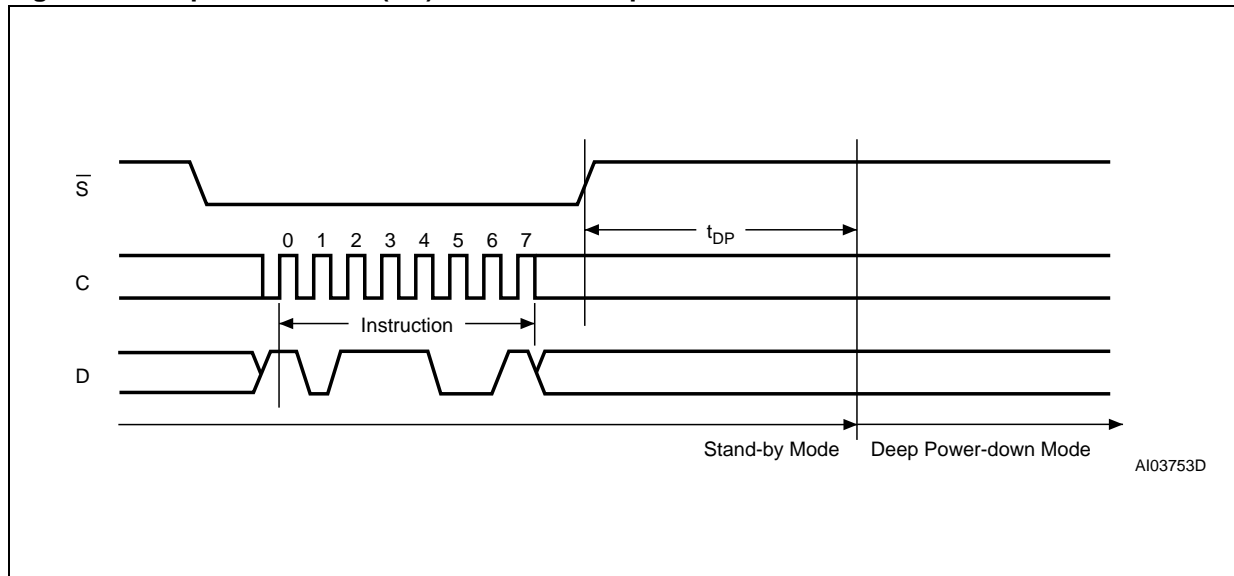 S
t_DP
0 1 2 3 4 5 6 7
C
Instruction
D
Stand-by Mode Deep Power-down Mode
AI03753D